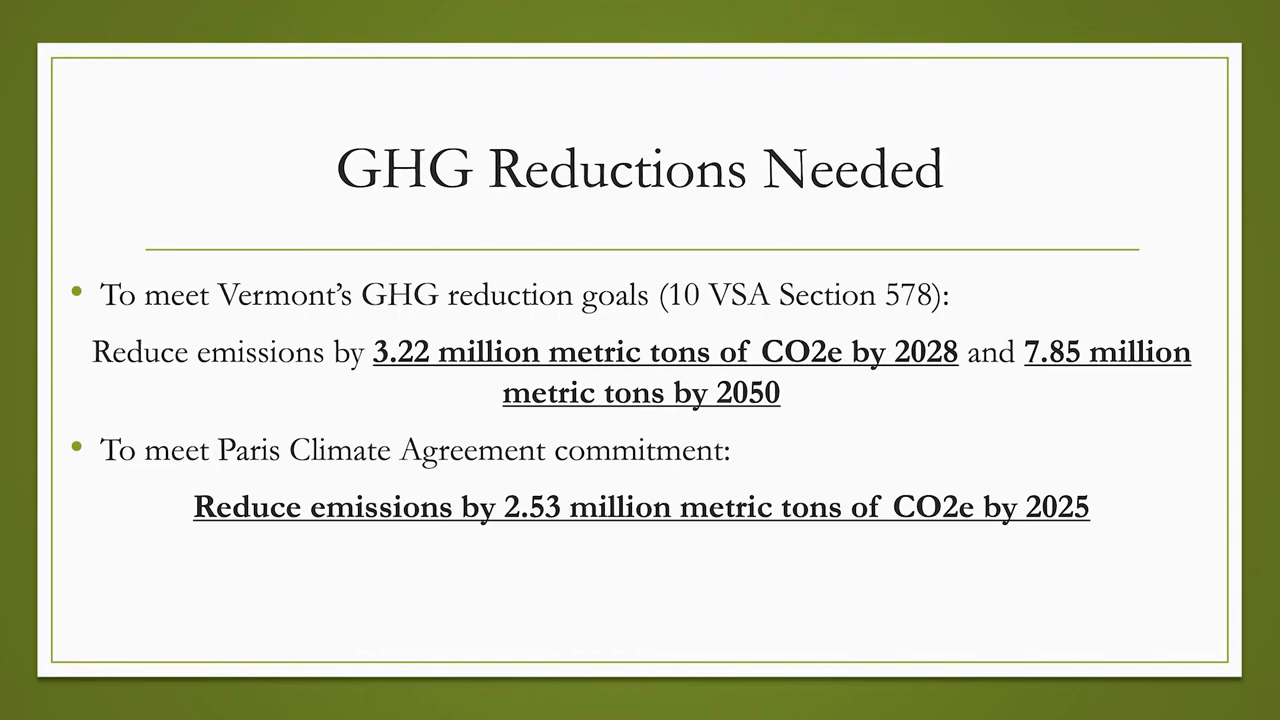 GHG Reductions Needed
• To meet Vermont's GHG reduction goals (10 VSA Section 578):
Reduce emissions by 3.22 million metric tons of CO2e by 2028 and 7.85 million
metric tons by 2050
• To meet Paris Climate Agreement commitment:
Reduce emissions by 2.53 million metric tons of CO2e by 2025